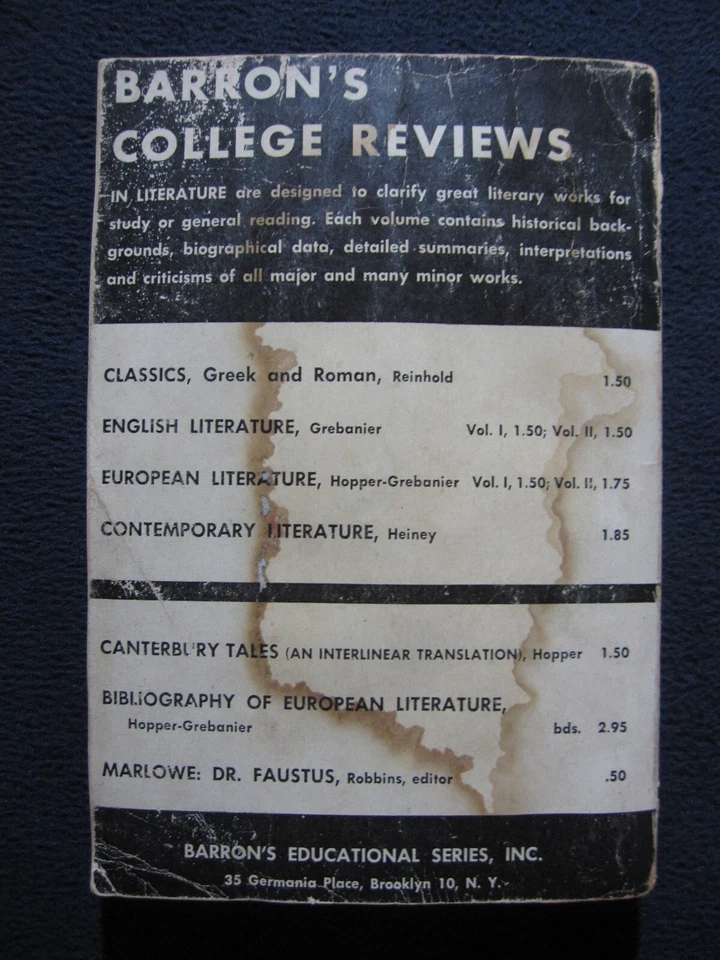 BARRON'S
COLLEGE REVIEWS
IN LITERATURE are designed to clarify great literary works for
study or general reading. Each volume contains historical back-
grounds, biographical data, detailed summaries, interpretations
and criticisms of all major and many minor works.
CLASSICS, Greek and Roman, Reinhold 1.50
ENGLISH LITERATURE, Grebanier Vol. I, 1.50; Vol. II, 1.50
EUROPEAN LITERATURE, Hopper-Grebanier Vol. I, 1.50; Vol. II, 1.75
CONTEMPORARY LITERATURE, Heiney 1.85
CANTERBURY TALES (AN INTERLINEAR TRANSLATION), Hopper 1.50
BIBLIOGRAPHY OF EUROPEAN LITERATURE,
Hopper-Grebanier bds. 2.95
MARLOWE: DR. FAUSTUS, Robbins, editor .50
BARRON'S EDUCATIONAL SERIES, INC.
35 Germania Place, Brooklyn 10, N. Y.